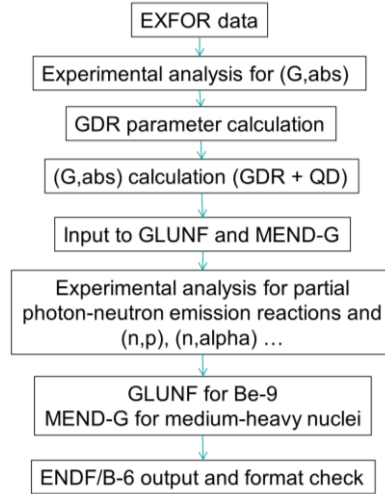 EXFOR data
Experimental analysis for (G,abs)
GDR parameter calculation
(G,abs) calculation (GDR + QD)
Input to GLUNF and MEND-G
Experimental analysis for partial
photon-neutron emission reactions and
(n,p), (n,alpha) …
GLUNF for Be-9
MEND-G for medium-heavy nuclei
ENDF/B-6 output and format check